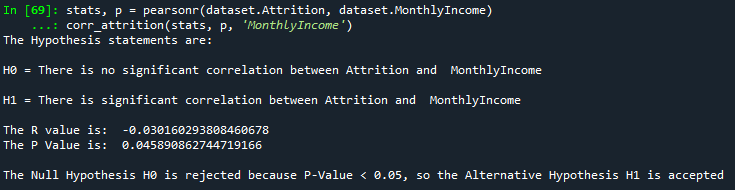 In [69]: stats, p = pearsonr(dataset.Attrition, dataset.MonthlyIncome)
...: corr_attrition(stats, p, 'MonthlyIncome')
The Hypothesis statements are:
H0 = There is no significant correlation between Attrition and  MonthlyIncome
H1 = There is significant correlation between Attrition and  MonthlyIncome
The R value is:  -0.030160293808460678
The P Value is:  0.045890862744719166
The Null Hypothesis H0 is rejected because P-Value < 0.05, so the Alternative Hypothesis H1 is accepted